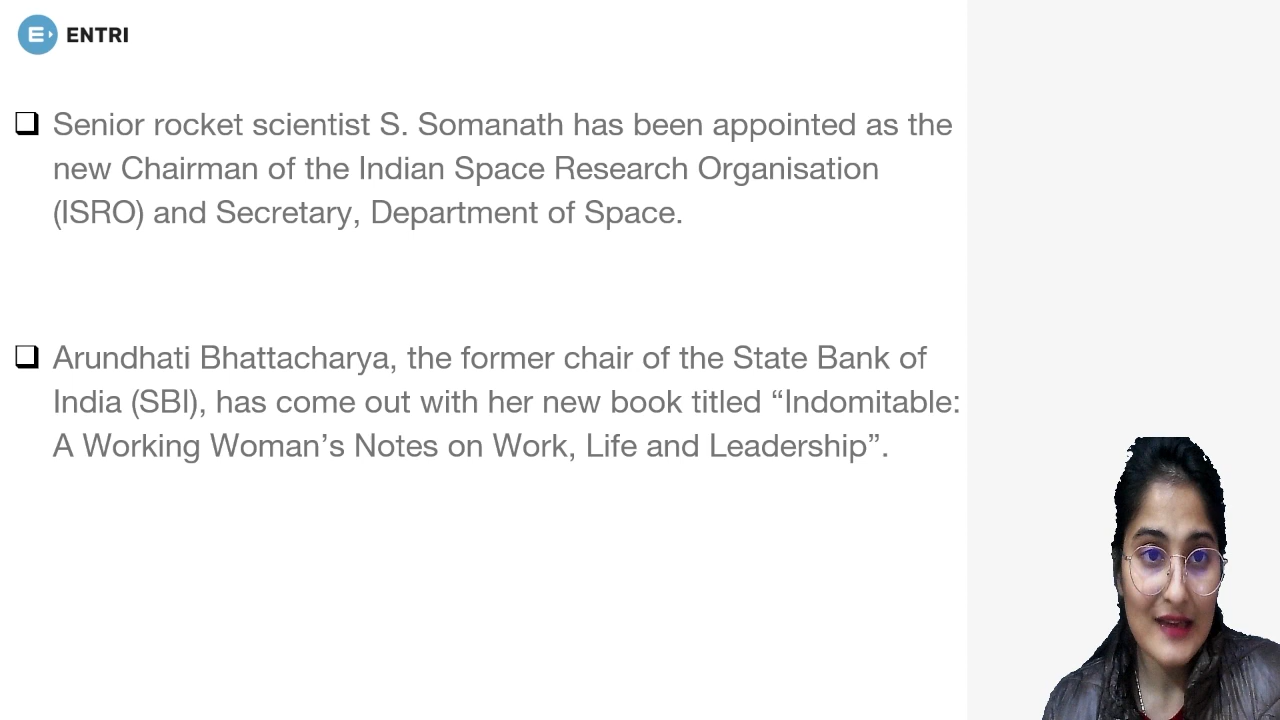 ENTRI
Senior rocket scientist S. Somanath has been appointed as the
new Chairman of the Indian Space Research Organisation
(ISRO) and Secretary, Department of Space.
Arundhati Bhattacharya, the former chair of the State Bank of
India (SBI), has come out with her new book titled “Indomitable:
A Working Woman’s Notes on Work, Life and Leadership”.